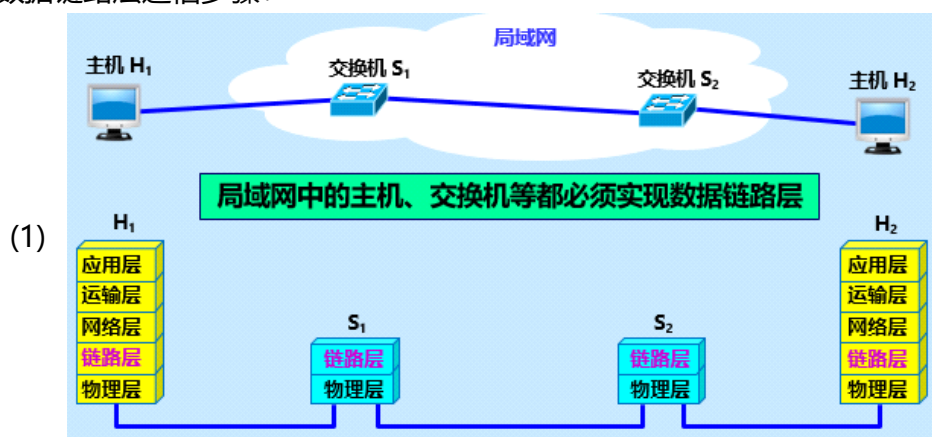 数据链路层通信步骤:
局域网
主机 H₁
交换机 S₁
交换机 S₂
主机 H₂
局域网中的主机、交换机等都必须实现数据链路层
(1)
H₁
应用层
运输层
网络层
链路层
物理层
S₁
链路层
物理层
S₂
链路层
物理层
H₂
应用层
运输层
网络层
链路层
物理层